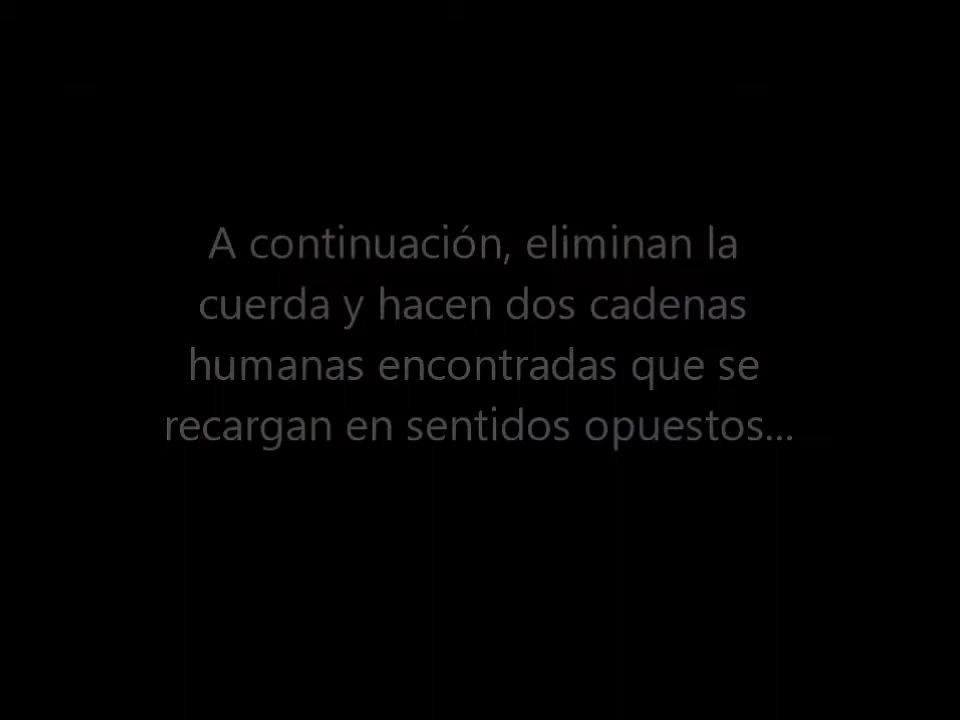 A continuación, eliminan la
cuerda y hacen dos cadenas
humanas encontradas que se
recargan en sentidos opuestos...